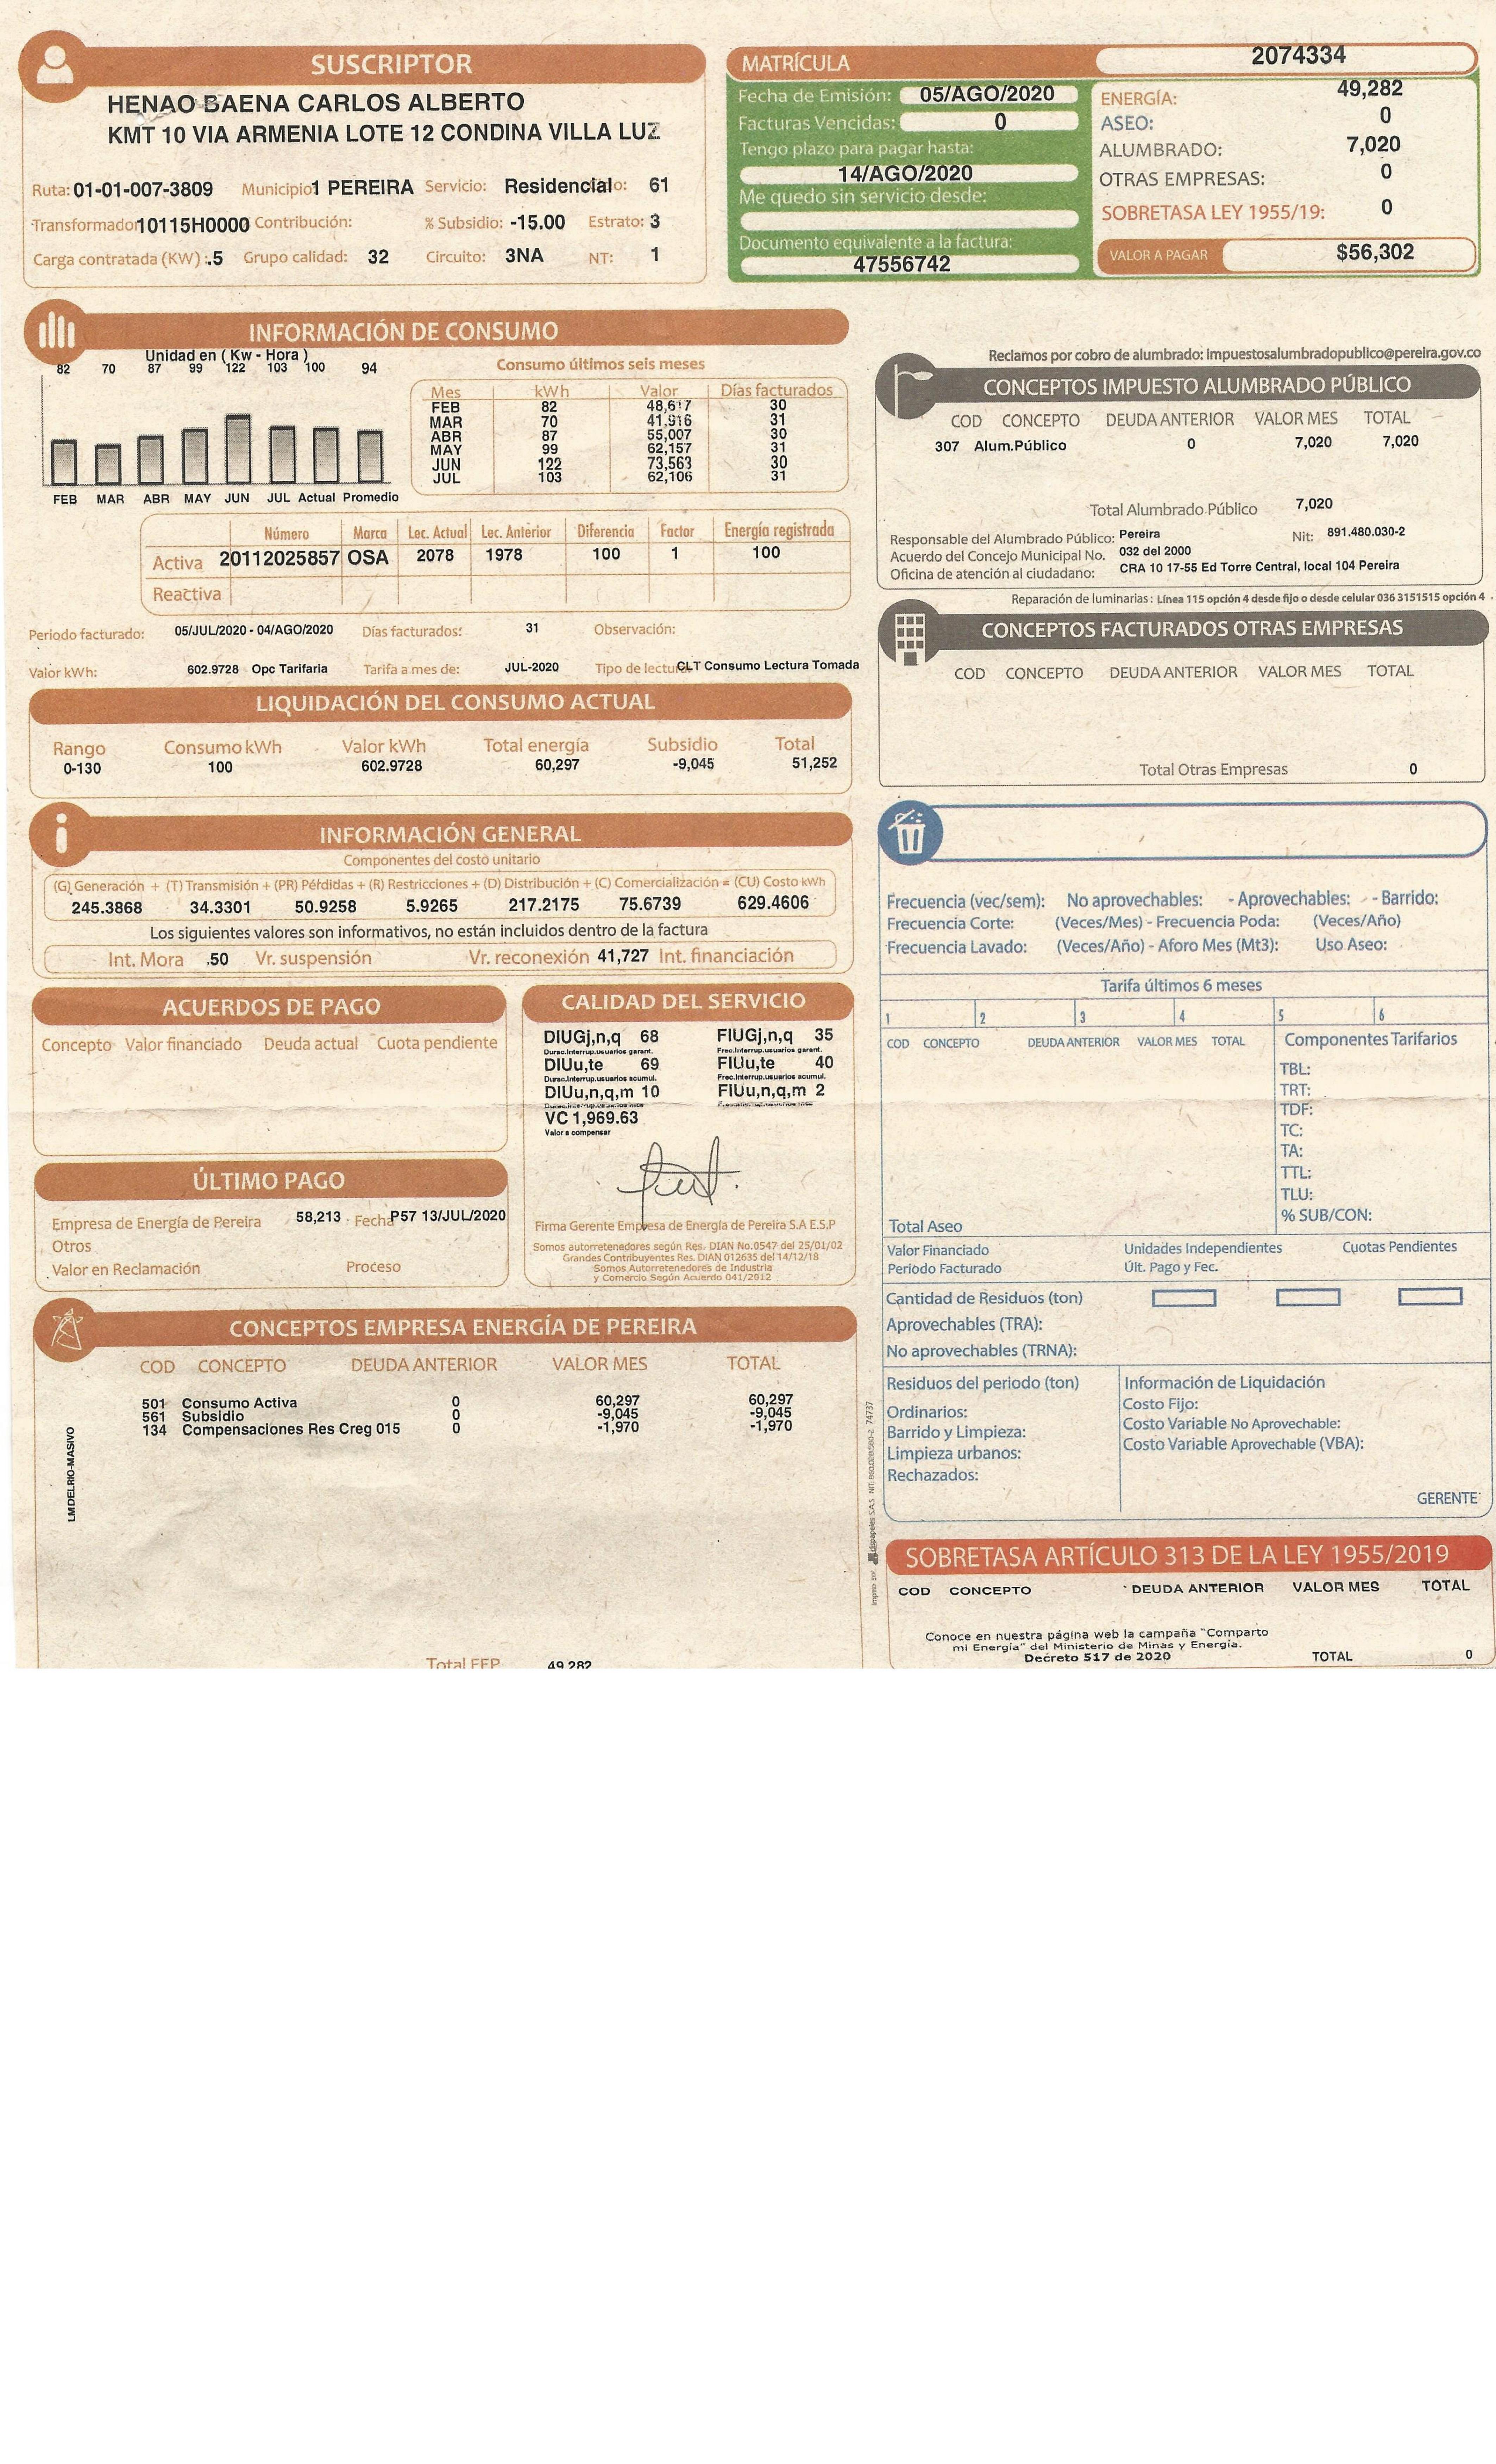 SUSCRIPTOR
HENAO BAENA CARLOS ALBERTO
KMT 10 VIA ARMENIA LOTE 12 CONDINA VILLA LUZ
Ruta: 01-01-007-3809 Municipio 1 PEREIRA Servicio: Residencial o: 61
Transformador 10115H0000 Contribución: % Subsidio: -15.00 Estrato: 3
Carga contratada (KW) :.5 Grupo calidad: 32 Circuito: 3NA NT: 1
MATRÍCULA 2074334
Fecha de Emisión: 05/AGO/2020
Facturas Vencidas: 0
Tengo plazo para pagar hasta:
14/AGO/2020
Me quedo sin servicio desde:
Documento equivalente a la factura:
47556742
ENERGÍA: 49,282
ASEO: 0
ALUMBRADO: 7,020
OTRAS EMPRESAS: 0
SOBRETASA LEY 1955/19: 0
VALOR A PAGAR $56,302
INFORMACIÓN DE CONSUMO
Unidad en ( Kw - Hora )
82 70 87 99 122 103 100 94
FEB MAR ABR MAY JUN JUL Actual Promedio
Consumo últimos seis meses
Mes kWh Valor Días facturados
FEB 82 48,617 30
MAR 70 41.916 31
ABR 87 55,007 30
MAY 99 62,157 31
JUN 122 73,563 30
JUL 103 62,106 31
Número Marca Lec. Actual Lec. Anterior Diferencia Factor Energía registrada
Activa 20112025857 OSA 2078 1978 100 1 100
Reactiva
Periodo facturado: 05/JUL/2020 - 04/AGO/2020 Días facturados: 31 Observación:
Valor kWh: 602.9728 Opc Tarifaria Tarifa a mes de: JUL-2020 Tipo de lectura CLT Consumo Lectura Tomada
LIQUIDACIÓN DEL CONSUMO ACTUAL
Rango Consumo kWh Valor kWh Total energía Subsidio Total
0-130 100 602.9728 60,297 -9,045 51,252
INFORMACIÓN GENERAL
Componentes del costo unitario
(G) Generación + (T) Transmisión + (PR) Pérdidas + (R) Restricciones + (D) Distribución + (C) Comercialización = (CU) Costo kWh
245.3868 34.3301 50.9258 5.9265 217.2175 75.6739 629.4606
Los siguientes valores son informativos, no están incluidos dentro de la factura
Int. Mora .50 Vr. suspensión Vr. reconexión 41,727 Int. financiación
ACUERDOS DE PAGO
Concepto Valor financiado Deuda actual Cuota pendiente
CALIDAD DEL SERVICIO
DIUGj,n,q 68 FIUGj,n,q 35
Durac.Interrup.usuarios garant. Frec.Interrup.usuarios garant.
DIUu,te 69 FIUu,te 40
Durac.Interrup.usuarios acumul. Frec.Interrup.usuarios acumul.
DIUu,n,q,m 10 FIUu,n,q,m 2
VC 1,969.63
Valor a compensar
Firma Gerente Empresa de Energía de Pereira S.A E.S.P
Somos autorretenedores según Res. DIAN No.0547 del 25/01/02
Grandes Contribuyentes Res. DIAN 012635 del 14/12/18
Somos Autorretenedores de Industria
y Comercio Según Acuerdo 041/2012
ÚLTIMO PAGO
Empresa de Energía de Pereira 58,213 Fecha P57 13/JUL/2020
Otros
Valor en Reclamación Proceso
CONCEPTOS EMPRESA ENERGÍA DE PEREIRA
COD CONCEPTO DEUDA ANTERIOR VALOR MES TOTAL
501 Consumo Activa 0 60,297 60,297
561 Subsidio 0 -9,045 -9,045
134 Compensaciones Res Creg 015 0 -1,970 -1,970
LMDELRIO-MASIVO
Total EEP 49,282
Reclamos por cobro de alumbrado: impuestosalumbradopublico@pereira.gov.co
CONCEPTOS IMPUESTO ALUMBRADO PÚBLICO
COD CONCEPTO DEUDA ANTERIOR VALOR MES TOTAL
307 Alum.Público 0 7,020 7,020
Total Alumbrado Público 7,020
Responsable del Alumbrado Público: Pereira Nit: 891.480.030-2
Acuerdo del Concejo Municipal No. 032 del 2000
Oficina de atención al ciudadano: CRA 10 17-55 Ed Torre Central, local 104 Pereira
Reparación de luminarias: Línea 115 opción 4 desde fijo o desde celular 036 3151515 opción 4 .
CONCEPTOS FACTURADOS OTRAS EMPRESAS
COD CONCEPTO DEUDA ANTERIOR VALOR MES TOTAL
Total Otras Empresas 0
Frecuencia (vec/sem): No aprovechables: - Aprovechables: - Barrido:
Frecuencia Corte: (Veces/Mes) - Frecuencia Poda: (Veces/Año)
Frecuencia Lavado: (Veces/Año) - Aforo Mes (Mt3): Uso Aseo:
Tarifa últimos 6 meses
1 2 3 4 5 6
COD CONCEPTO DEUDA ANTERIOR VALOR MES TOTAL Componentes Tarifarios
TBL:
TRT:
TDF:
TC:
TA:
TTL:
TLU:
% SUB/CON:
Total Aseo
Valor Financiado Unidades Independientes Cuotas Pendientes
Periodo Facturado Últ. Pago y Fec.
Cantidad de Residuos (ton)
Aprovechables (TRA):
No aprovechables (TRNA):
Residuos del periodo (ton) Información de Liquidación
Ordinarios: Costo Fijo:
Barrido y Limpieza: Costo Variable No Aprovechable:
Limpieza urbanos: Costo Variable Aprovechable (VBA):
Rechazados:
GERENTE
SOBRETASA ARTÍCULO 313 DE LA LEY 1955/2019
COD CONCEPTO DEUDA ANTERIOR VALOR MES TOTAL
Conoce en nuestra página web la campaña "Comparto
mi Energía" del Ministerio de Minas y Energía.
Decreto 517 de 2020 TOTAL 0